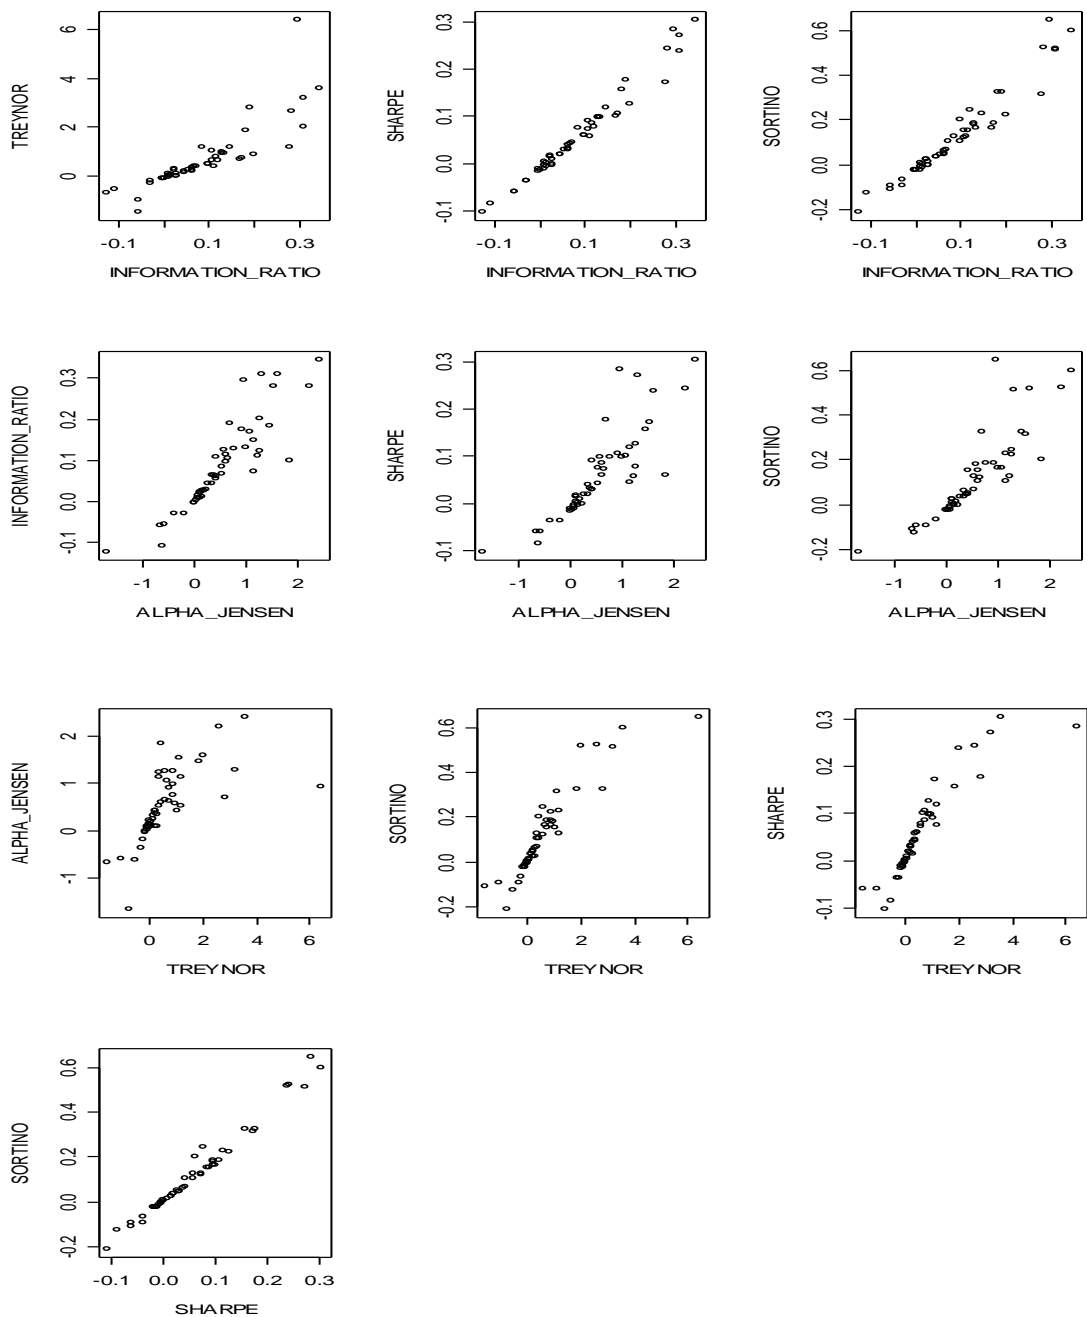 TREYNOR
0 2 4 6
-0.1 0.1 0.3
INFORMATION_RATIO
SHARPE
-0.1 0.0 0.1 0.2 0.3
-0.1 0.1 0.3
INFORMATION_RATIO
SORTINO
-0.2 0.0 0.2 0.4 0.6
-0.1 0.1 0.3
INFORMATION_RATIO
INFORMATION_RATIO
-0.1 0.0 0.1 0.2 0.3
-1 0 1 2
ALPHA_JENSEN
SHARPE
-0.1 0.0 0.1 0.2 0.3
-1 0 1 2
ALPHA_JENSEN
SORTINO
-0.2 0.0 0.2 0.4 0.6
-1 0 1 2
ALPHA_JENSEN
ALPHA_JENSEN
-1 0 1 2
0 2 4 6
TREYNOR
SORTINO
-0.2 0.0 0.2 0.4 0.6
0 2 4 6
TREYNOR
SHARPE
-0.1 0.0 0.1 0.2 0.3
0 2 4 6
TREYNOR
SORTINO
-0.2 0.0 0.2 0.4 0.6
-0.1 0.0 0.1 0.2 0.3
SHARPE